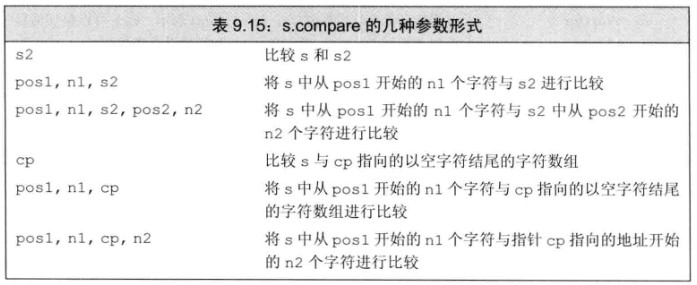 表 9.15：s.compare 的几种参数形式
s2 比较 s 和 s2
pos1, n1, s2 将 s 中从 pos1 开始的 n1 个字符与 s2 进行比较
pos1, n1, s2, pos2, n2 将 s 中从 pos1 开始的 n1 个字符与 s2 中从 pos2 开始的
n2 个字符进行比较
cp 比较 s 与 cp 指向的以空字符结尾的字符数组
pos1, n1, cp 将 s 中从 pos1 开始的 n1 个字符与 cp 指向的以空字符结尾
的字符数组进行比较
pos1, n1, cp, n2 将 s 中从 pos1 开始的 n1 个字符与指针 cp 指向的地址开始
的 n2 个字符进行比较